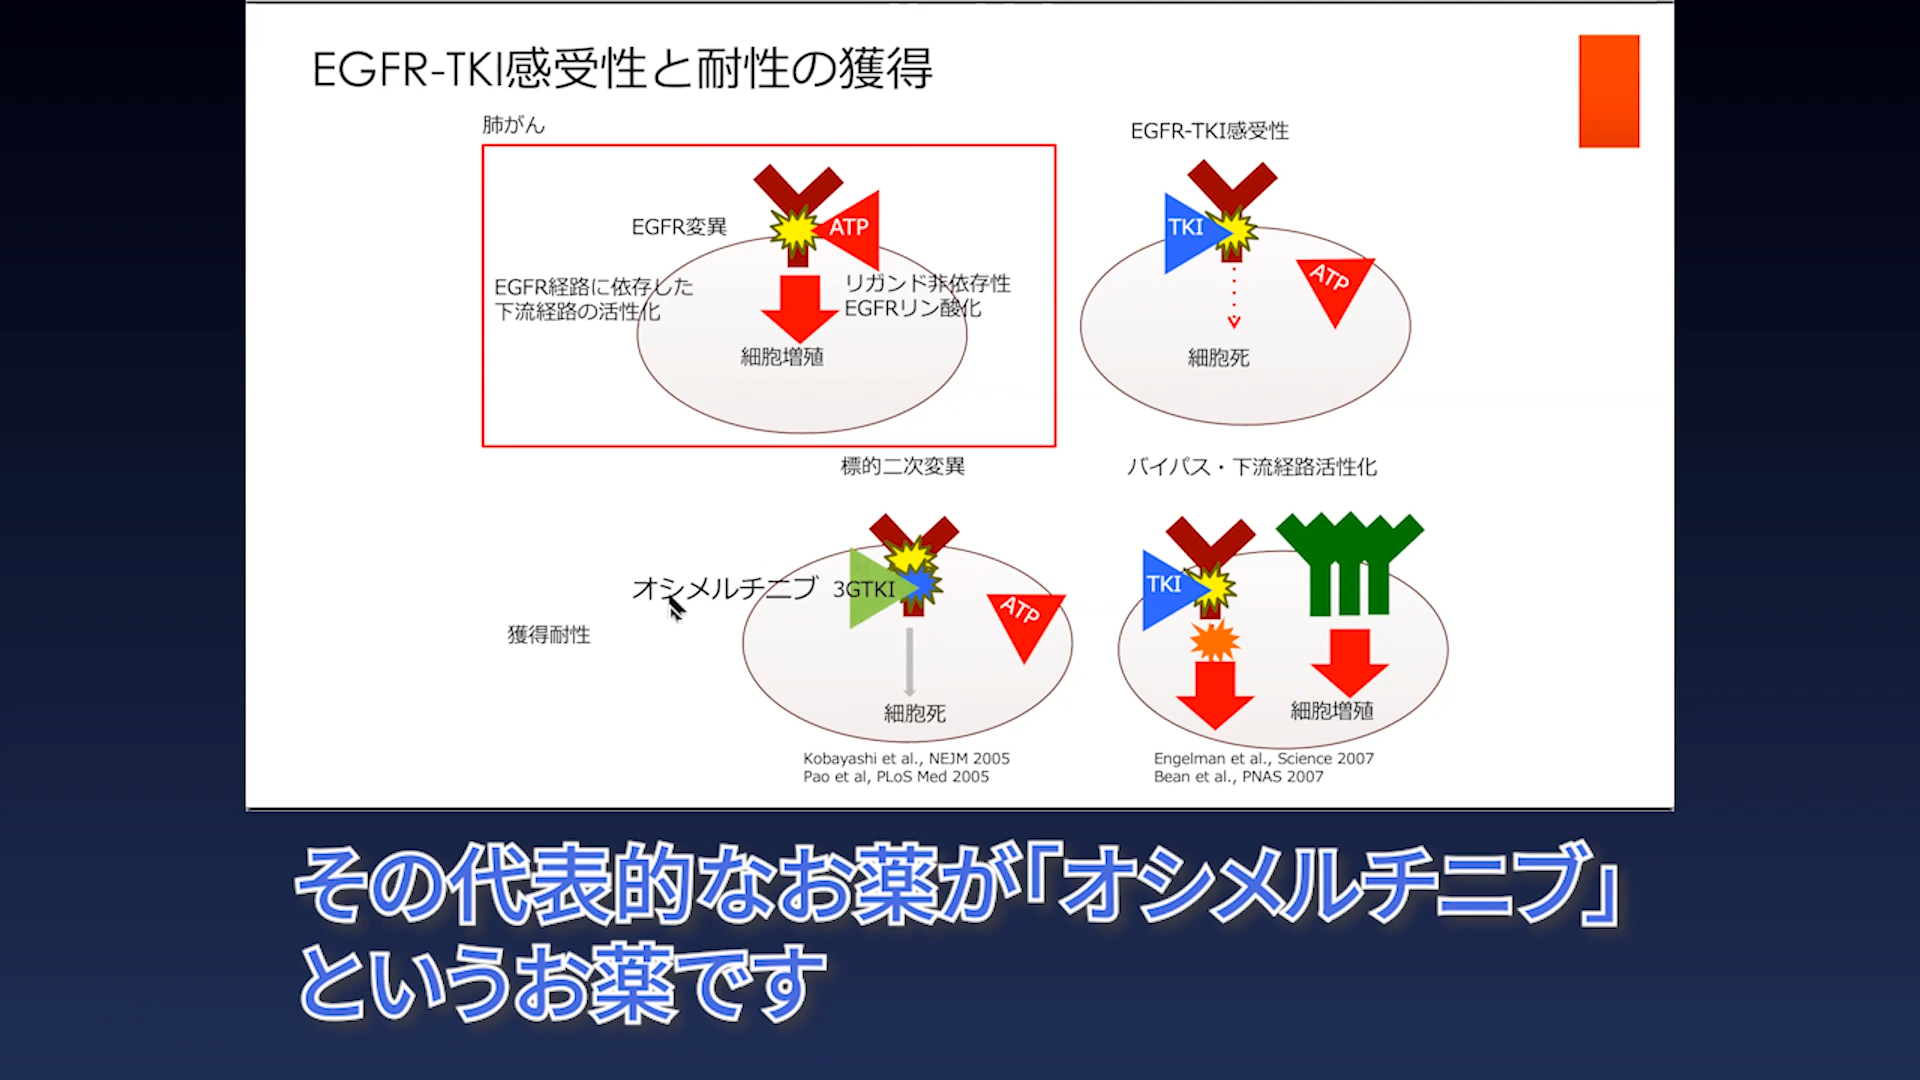 EGFR-TKI感受性と耐性の獲得
肺がん
EGFR-TKI感受性
EGFR変異
ATP
TKI
ATP
EGFR経路に依存した
下流経路の活性化
リガンド非依存性
EGFRリン酸化
細胞増殖
細胞死
標的二次変異
バイパス・下流経路活性化
オシメルチニブ
3GTKI
ATP
TKI
獲得耐性
細胞死
細胞増殖
Kobayashi et al., NEJM 2005
Pao et al, PLoS Med 2005
Engelman et al., Science 2007
Bean et al., PNAS 2007
その代表的なお薬が「オシメルチニブ」
というお薬です